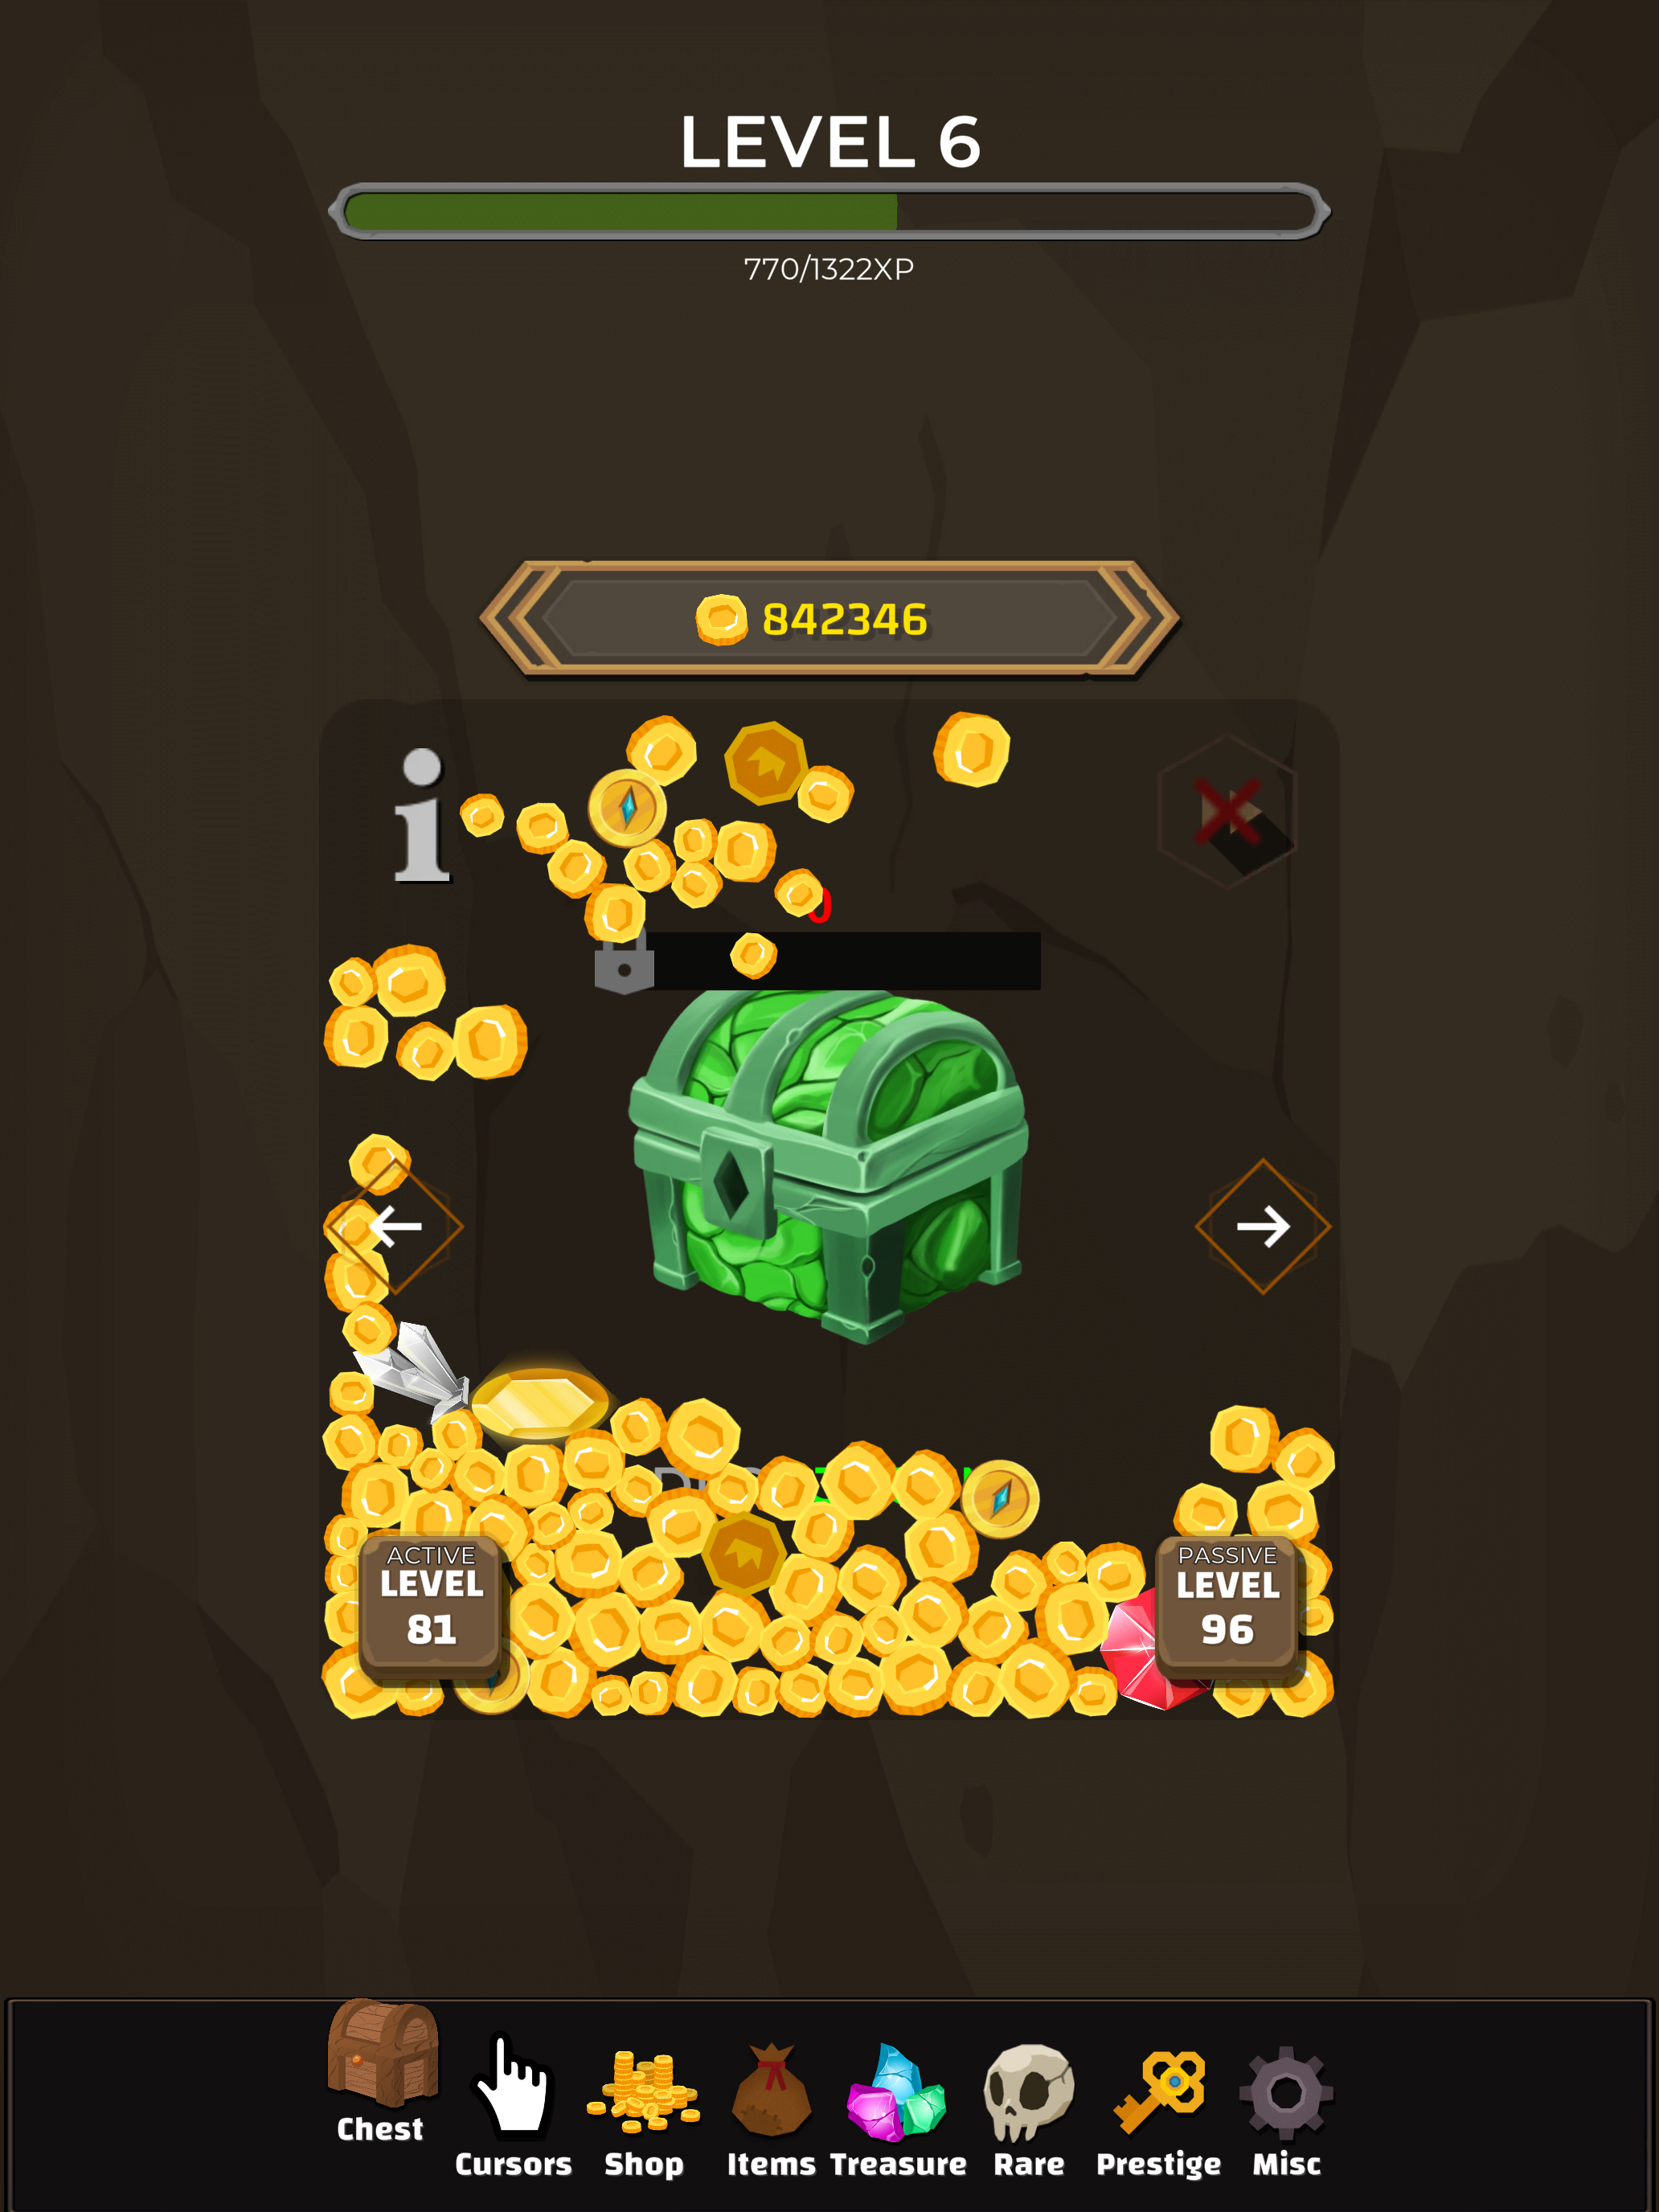 LEVEL 6
770/1322XP
842346
0
ACTIVE
LEVEL
81
PASSIVE
LEVEL
96
Chest
Cursors
Shop
Items
Treasure
Rare
Prestige
Misc